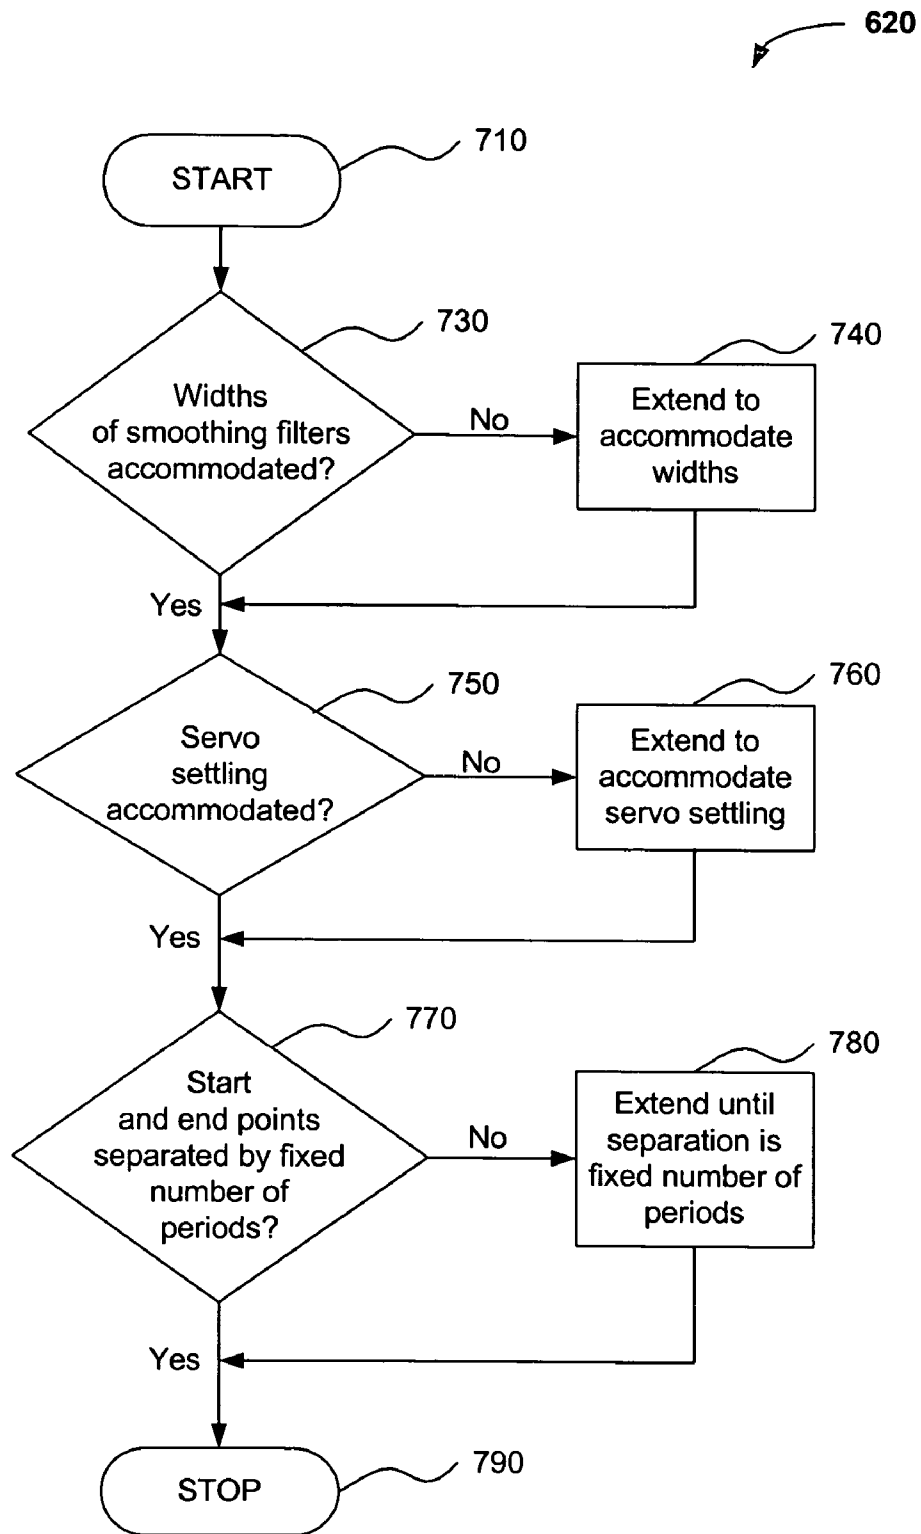 620
710
START
730
740
Widths
of smoothing filters
accommodated?
No
Extend to
accommodate
widths
Yes
750
760
Servo
settling
accommodated?
No
Extend to
accommodate
servo settling
Yes
770
780
Start
and end points
separated by fixed
number of
periods?
No
Extend until
separation is
fixed number of
periods
Yes
790
STOP